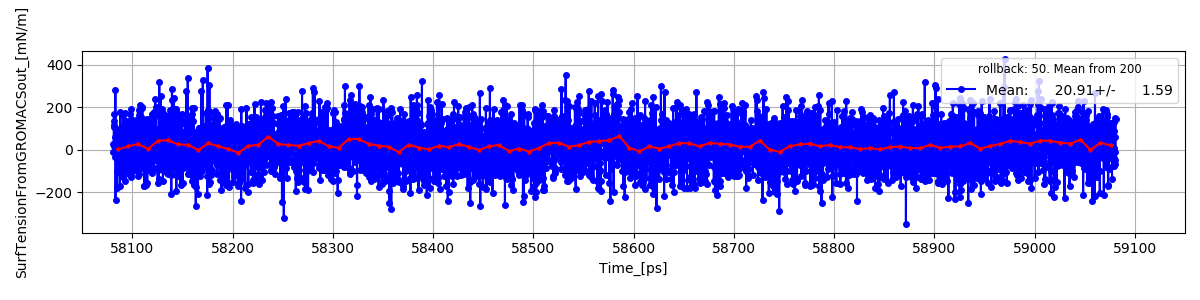 SurfTensionFromGROMACSout_[mN/m]
400
200
0
−200
rollback: 50. Mean from 200
Mean: 20.91+/- 1.59
58100 58200 58300 58400 58500 58600 58700 58800 58900 59000 59100
Time_[ps]